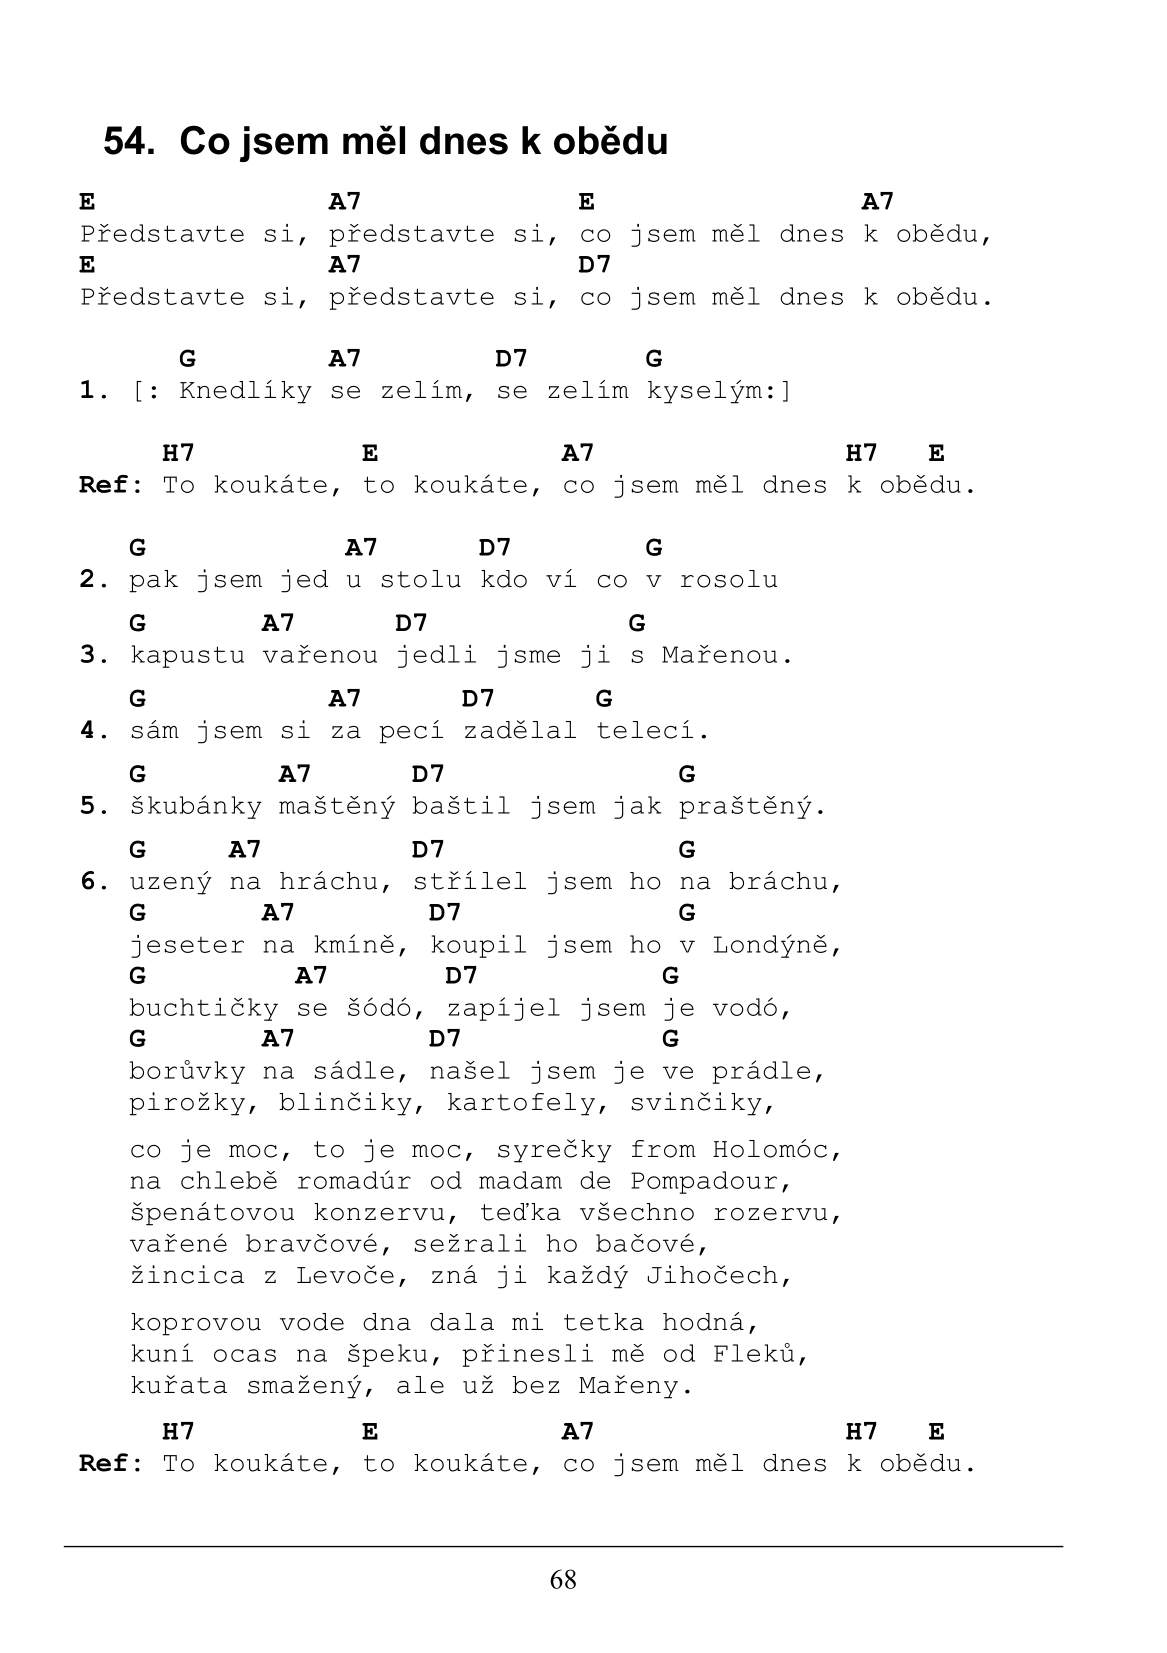 54. Co jsem měl dnes k obědu
E A7 E A7
Představte si, představte si, co jsem měl dnes k obědu,
E A7 D7
Představte si, představte si, co jsem měl dnes k obědu.
G A7 D7 G
1. [: Knedlíky se zelím, se zelím kyselým:]
H7 E A7 H7 E
Ref: To koukáte, to koukáte, co jsem měl dnes k obědu.
G A7 D7 G
2. pak jsem jed u stolu kdo ví co v rosolu
G A7 D7 G
3. kapustu vařenou jedli jsme ji s Mařenou.
G A7 D7 G
4. sám jsem si za pecí zadělal telecí.
G A7 D7 G
5. škubánky maštěný baštil jsem jak praštěný.
G A7 D7 G
6. uzený na hráchu, střílel jsem ho na bráchu,
G A7 D7 G
jeseter na kmíně, koupil jsem ho v Londýně,
G A7 D7 G
buchtičky se šódó, zapíjel jsem je vodó,
G A7 D7 G
borůvky na sádle, našel jsem je ve prádle,
pirožky, blinčiky, kartofely, svinčiky,
co je moc, to je moc, syrečky from Holomóc,
na chlebě romadúr od madam de Pompadour,
špenátovou konzervu, teďka všechno rozervu,
vařené bravčové, sežrali ho bačové,
žincica z Levoče, zná ji každý Jihočech,
koprovou vode dna dala mi tetka hodná,
kuní ocas na špeku, přinesli mě od Fleků,
kuřata smažený, ale už bez Mařeny.
H7 E A7 H7 E
Ref: To koukáte, to koukáte, co jsem měl dnes k obědu.
68